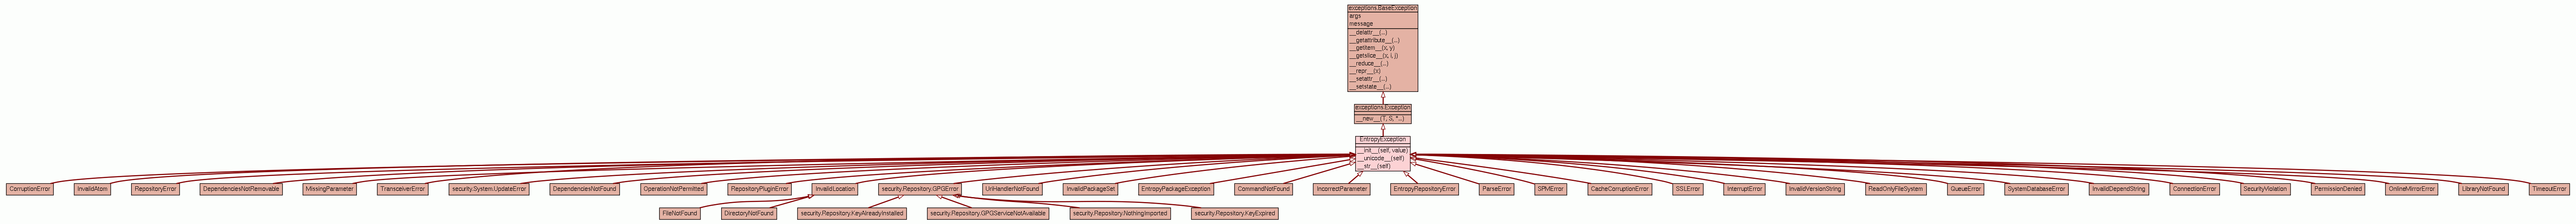 exceptions.BaseException
args
message
__delattr__(...)
__getattribute__(...)
__getitem__(x, y)
__getslice__(x, i, j)
__reduce__(...)
__repr__(x)
__setattr__(...)
__setstate__(...)
exceptions.Exception
__new__(T, S, *...)
EntropyException
__init__(self, value)
__unicode__(self)
__str__(self)
CorruptionError
InvalidAtom
RepositoryError
DependenciesNotRemovable
MissingParameter
TransceiverError
security.System.UpdateError
DependenciesNotFound
OperationNotPermitted
RepositoryPluginError
InvalidLocation
security.Repository.GPGError
UriHandlerNotFound
InvalidPackageSet
EntropyPackageException
CommandNotFound
IncorrectParameter
EntropyRepositoryError
ParseError
SPMError
CacheCorruptionError
SSLError
InterruptError
InvalidVersionString
ReadOnlyFileSystem
QueueError
SystemDatabaseError
InvalidDependString
ConnectionError
SecurityViolation
PermissionDenied
OnlineMirrorError
LibraryNotFound
TimeoutError
FileNotFound
DirectoryNotFound
security.Repository.KeyAlreadyInstalled
security.Repository.GPGServiceNotAvailable
security.Repository.NothingImported
security.Repository.KeyExpired